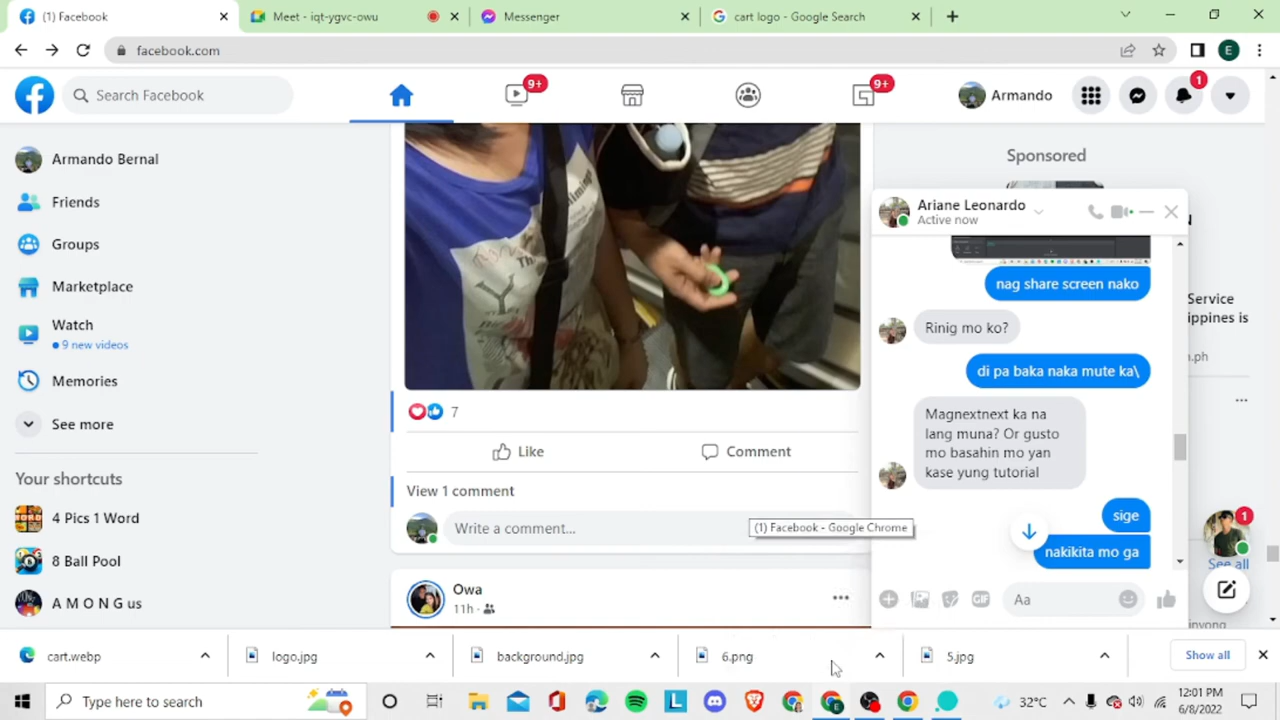 (1) Facebook
Meet - iqt-ygvc-owu
Messenger
cart logo - Google Search
facebook.com
E
Search Facebook
9+
9+
Armando
1
Armando Bernal
Friends
Groups
Marketplace
Watch
9 new videos
Memories
See more
Your shortcuts
4 Pics 1 Word
8 Ball Pool
A M O N G us
7
Like
Comment
View 1 comment
Write a comment...
(1) Facebook - Google Chrome
Owa
11h
Sponsored
Service
ippines is
n.ph
Ariane Leonardo
Active now
nag share screen nako
Rinig mo ko?
di pa baka naka mute ka\
Magnextnext ka na
lang muna? Or gusto
mo basahin mo yan
kase yung tutorial
sige
nakikita mo ga
GIF
Aa
1
See all
inyong
cart.webp
logo.jpg
background.jpg
6.png
5.jpg
Show all
Type here to search
32°C
12:01 PM
6/8/2022